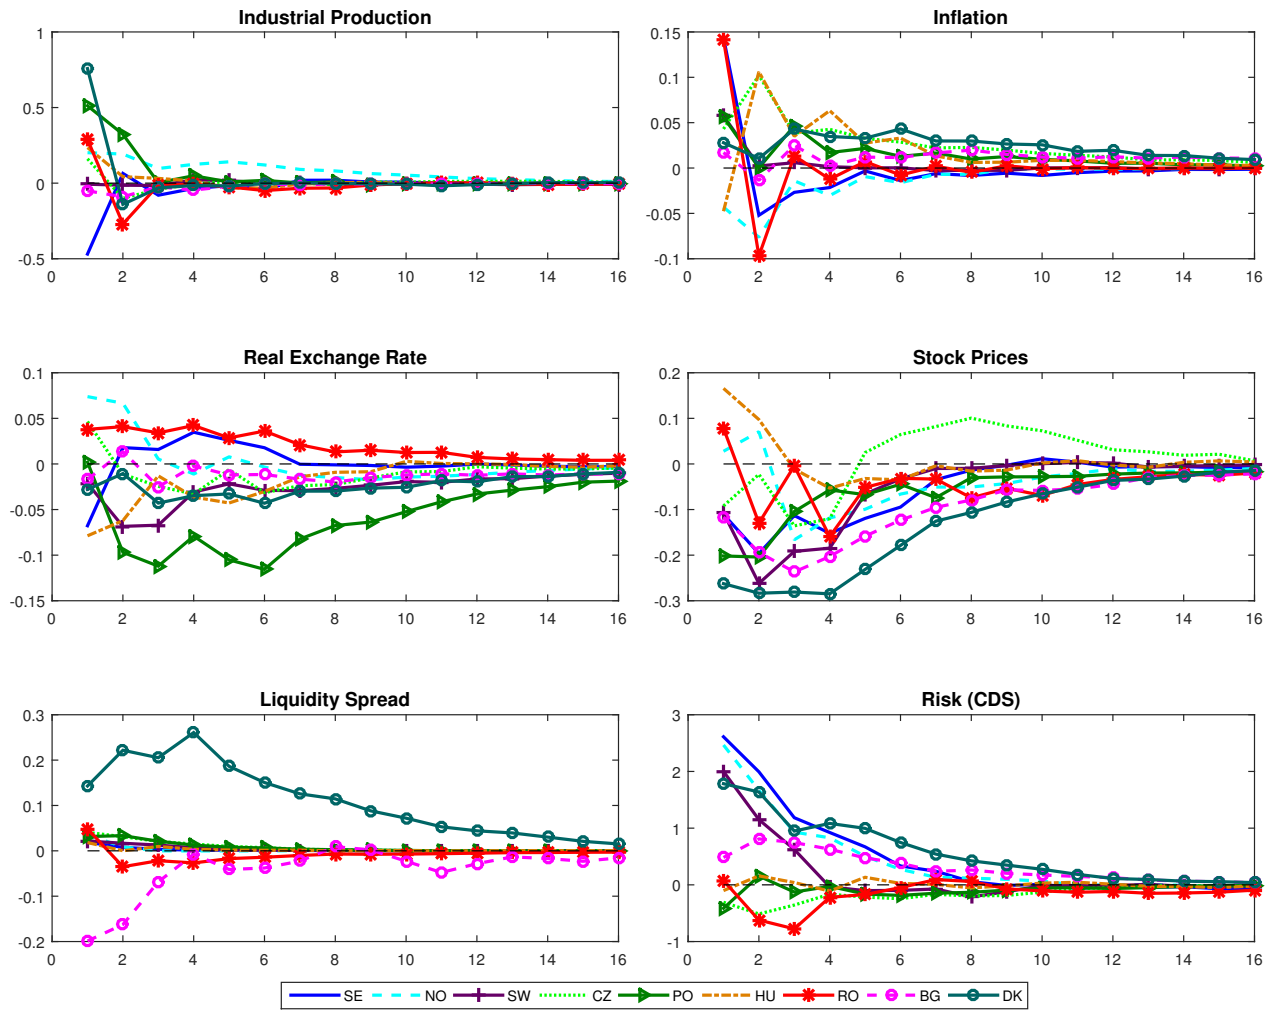 Industrial Production
1
0.5
0
-0.5
0 2 4 6 8 10 12 14 16
Inflation
0.15
0.1
0.05
0
-0.05
-0.1
0 2 4 6 8 10 12 14 16
Real Exchange Rate
0.1
0.05
0
-0.05
-0.1
-0.15
0 2 4 6 8 10 12 14 16
Stock Prices
0.2
0.1
0
-0.1
-0.2
-0.3
0 2 4 6 8 10 12 14 16
Liquidity Spread
0.3
0.2
0.1
0
-0.1
-0.2
0 2 4 6 8 10 12 14 16
Risk (CDS)
3
2
1
0
-1
0 2 4 6 8 10 12 14 16
SE NO SW CZ PO HU RO BG DK